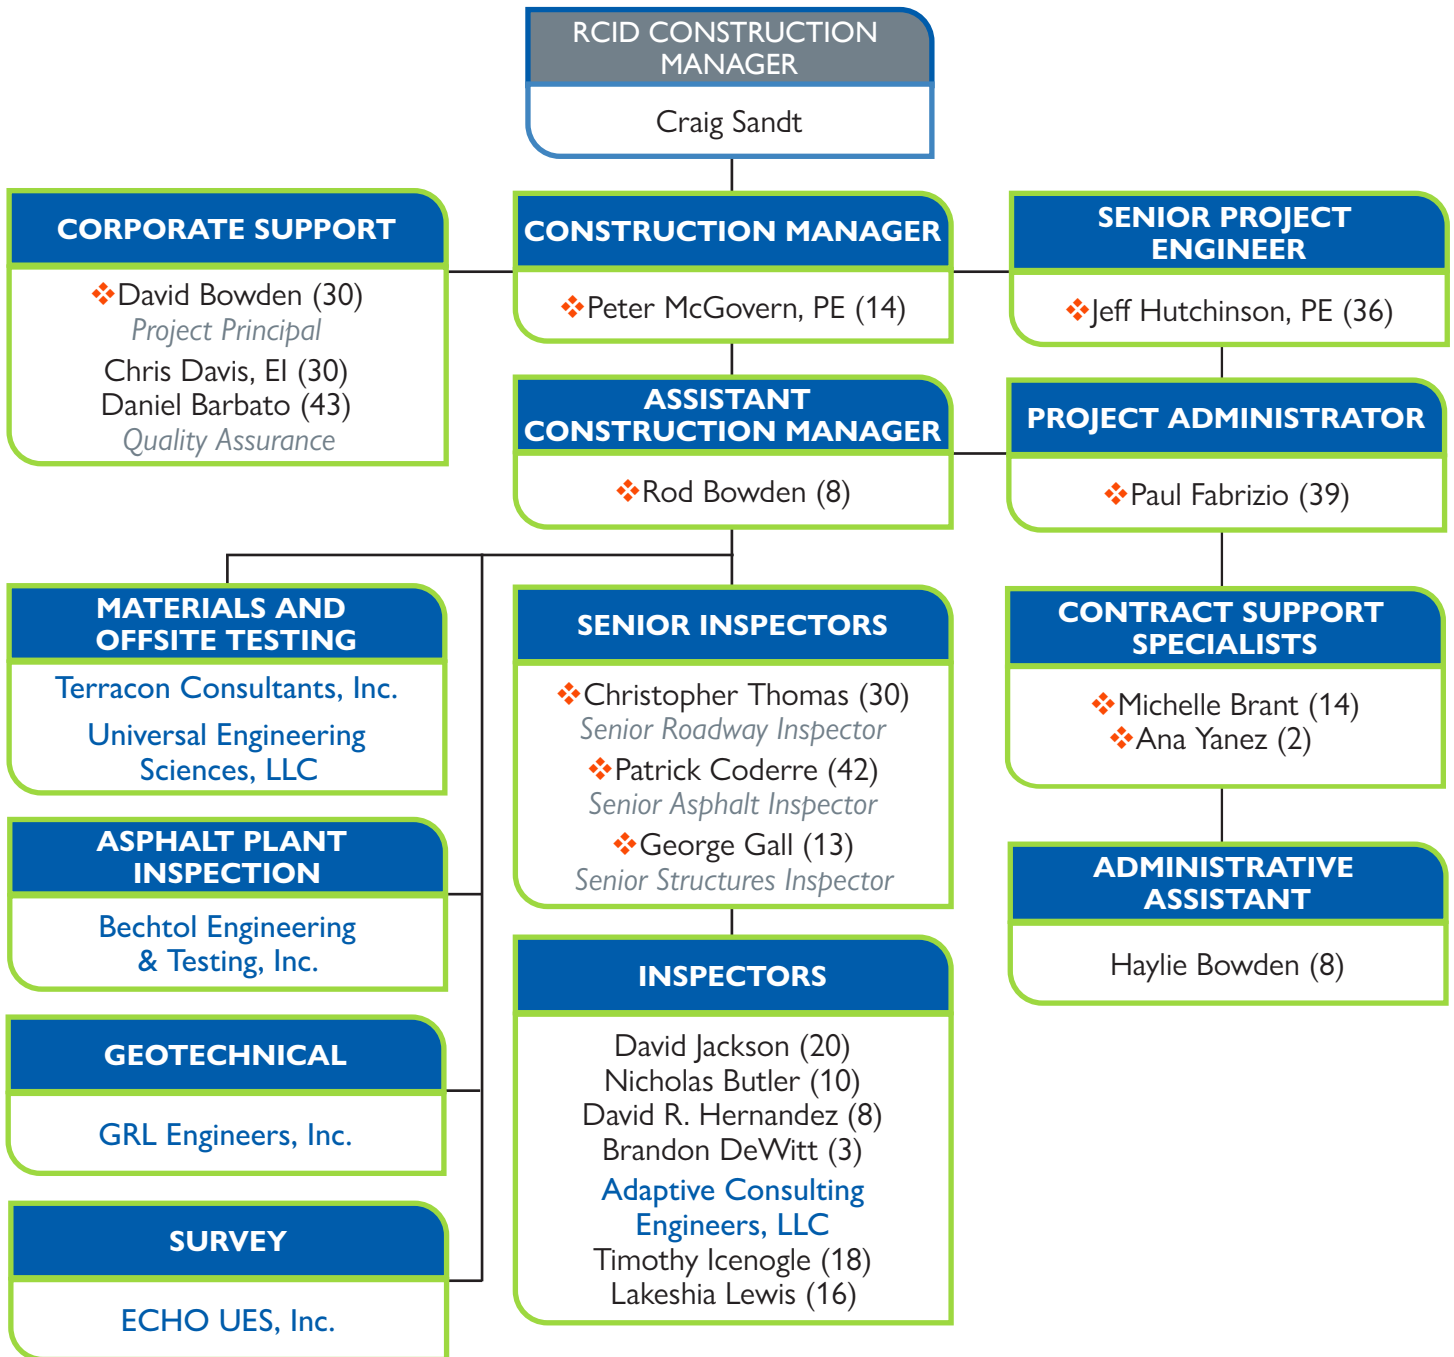 RCID CONSTRUCTION
MANAGER
Craig Sandt
CORPORATE SUPPORT
❖David Bowden (30)
Project Principal
Chris Davis, EI (30)
Daniel Barbato (43)
Quality Assurance
CONSTRUCTION MANAGER
❖Peter McGovern, PE (14)
SENIOR PROJECT
ENGINEER
❖Jeff Hutchinson, PE (36)
ASSISTANT
CONSTRUCTION MANAGER
❖Rod Bowden (8)
PROJECT ADMINISTRATOR
❖Paul Fabrizio (39)
MATERIALS AND
OFFSITE TESTING
Terracon Consultants, Inc.
Universal Engineering
Sciences, LLC
ASPHALT PLANT
INSPECTION
Bechtol Engineering
& Testing, Inc.
GEOTECHNICAL
GRL Engineers, Inc.
SURVEY
ECHO UES, Inc.
SENIOR INSPECTORS
❖Christopher Thomas (30)
Senior Roadway Inspector
❖Patrick Coderre (42)
Senior Asphalt Inspector
❖George Gall (13)
Senior Structures Inspector
INSPECTORS
David Jackson (20)
Nicholas Butler (10)
David R. Hernandez (8)
Brandon DeWitt (3)
Adaptive Consulting
Engineers, LLC
Timothy Icenogle (18)
Lakeshia Lewis (16)
CONTRACT SUPPORT
SPECIALISTS
❖Michelle Brant (14)
❖Ana Yanez (2)
ADMINISTRATIVE
ASSISTANT
Haylie Bowden (8)